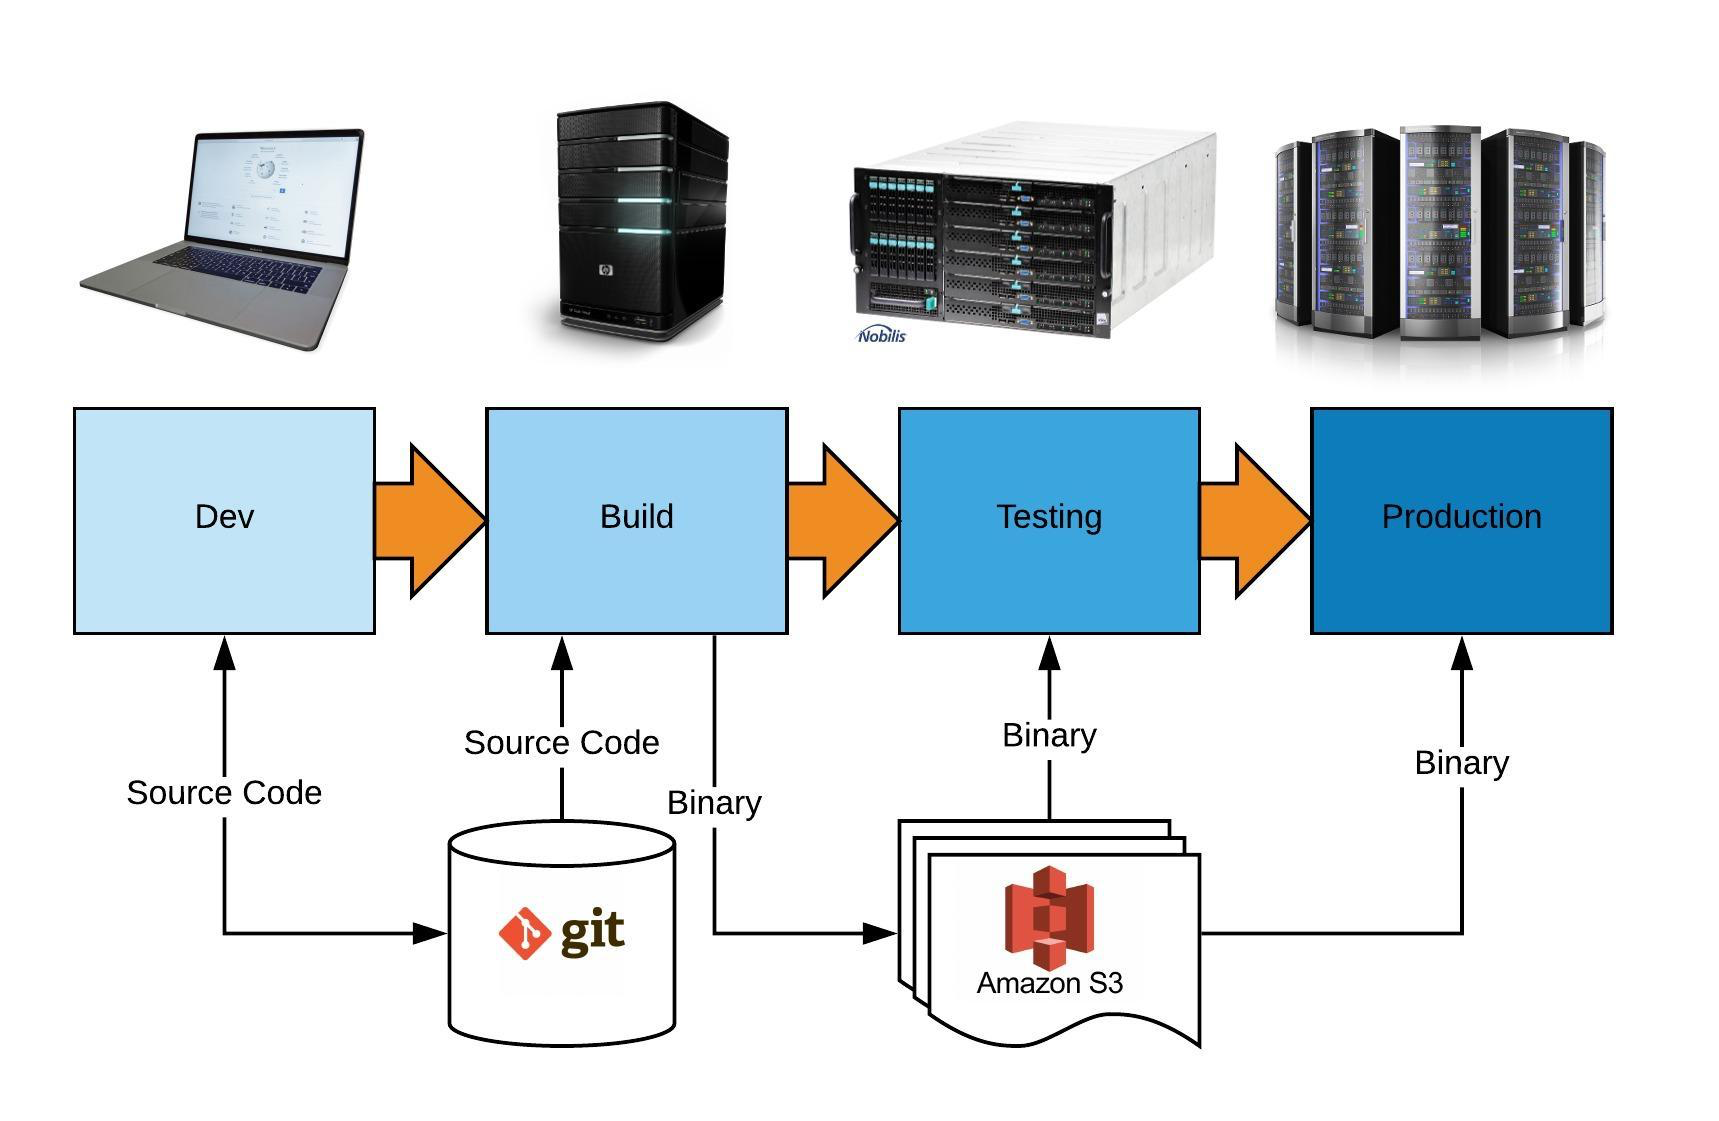 Nobilis
Dev
Build
Testing
Production
Source Code
Source Code
Binary
Binary
Binary
git
Amazon S3